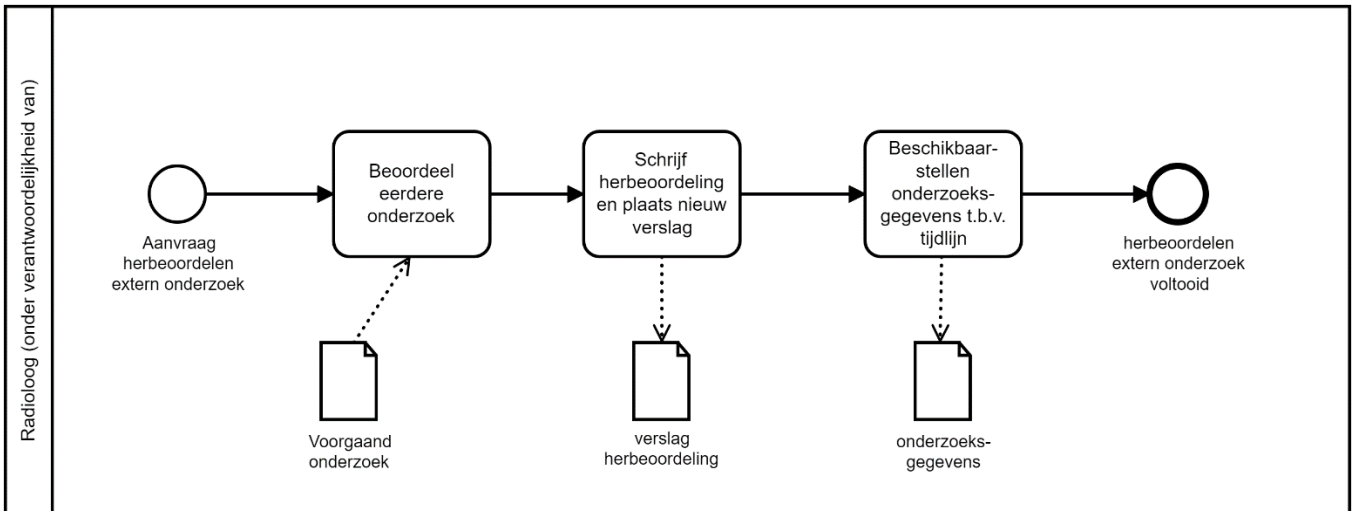 Radioloog (onder verantwoordelijkheid van)
Aanvraag
herbeoordelen
extern onderzoek
Beoordeel
eerdere
onderzoek
Voorgaand
onderzoek
Schrijf
herbeoordeling
en plaats nieuw
verslag
verslag
herbeoordeling
Beschikbaar-
stellen
onderzoeks-
gegevens t.b.v.
tijdlijn
onderzoeks-
gegevens
herbeoordelen
extern onderzoek
voltooid